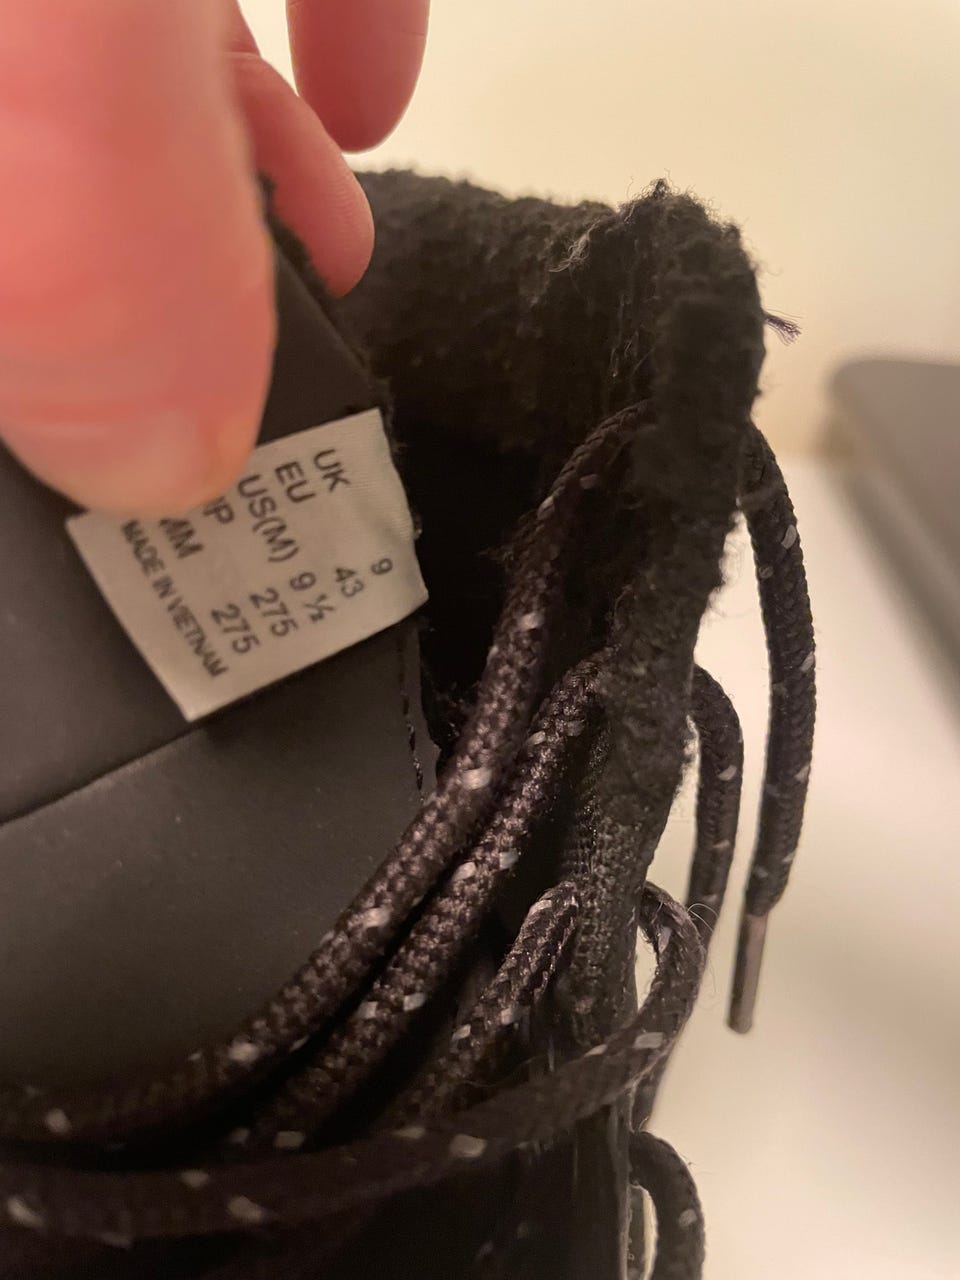 UK 9
EU 43
US(M) 9 ½
275
MM 275
MADE IN VIETNAM